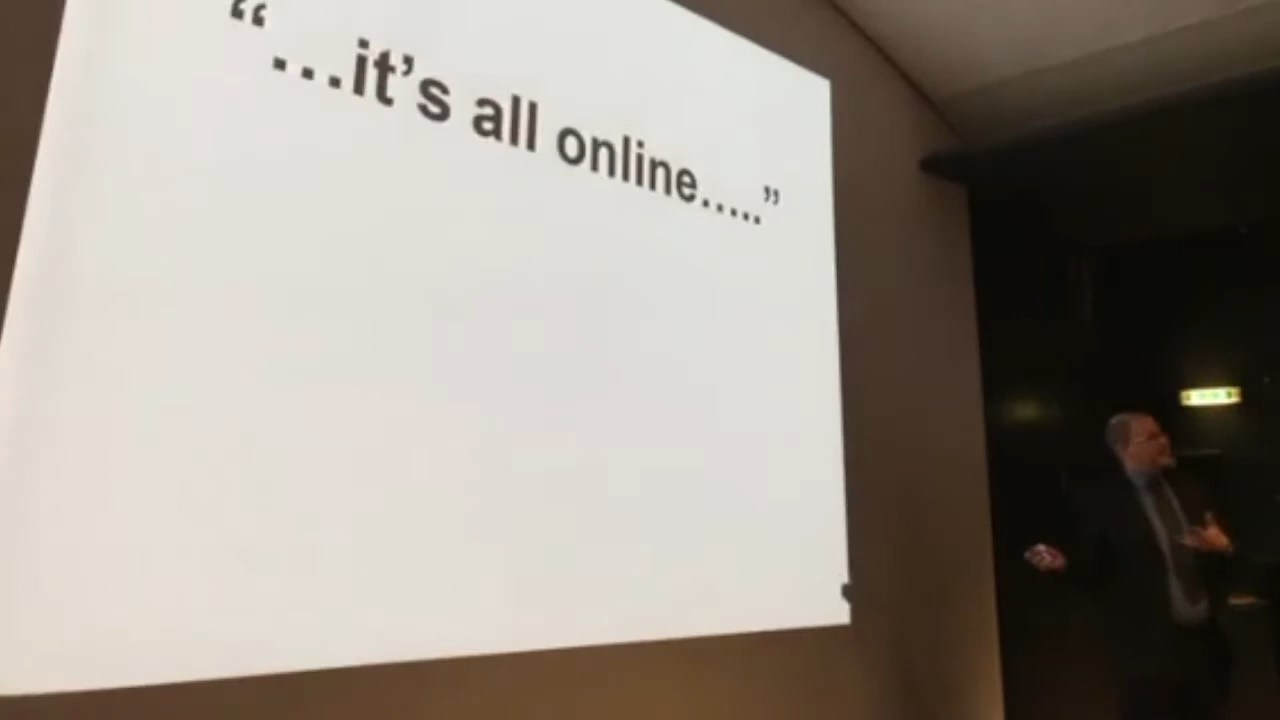 “...it’s all online.....”